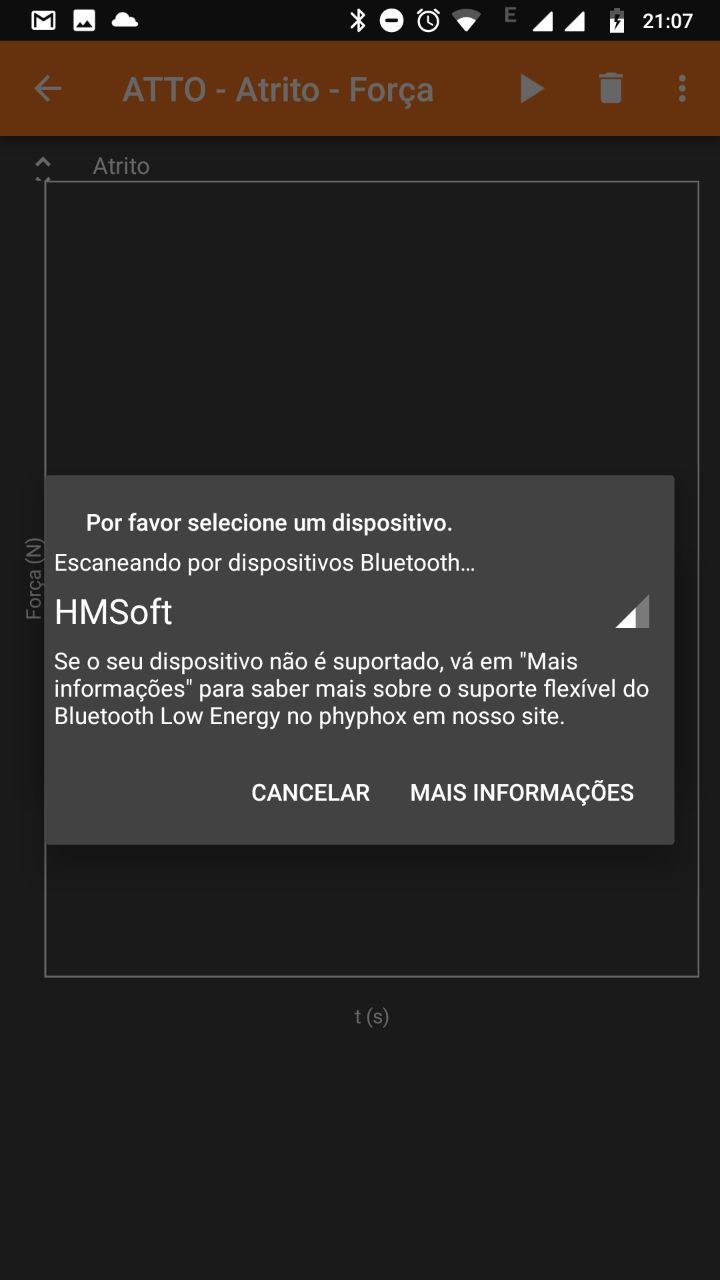 E 21:07
ATTO - Atrito - Força
Atrito
Força (N)
Por favor selecione um dispositivo.
Escaneando por dispositivos Bluetooth...
HMSoft
Se o seu dispositivo não é suportado, vá em "Mais
informações" para saber mais sobre o suporte flexível do
Bluetooth Low Energy no phyphox em nosso site.
CANCELAR MAIS INFORMAÇÕES
t (s)